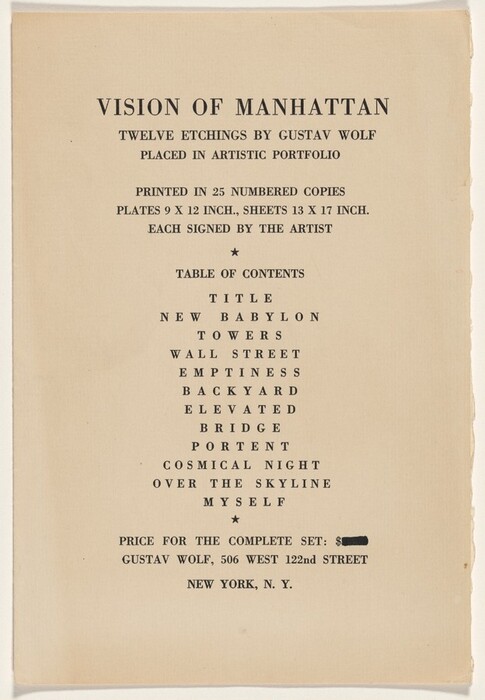 VISION OF MANHATTAN
TWELVE ETCHINGS BY GUSTAV WOLF
PLACED IN ARTISTIC PORTFOLIO
PRINTED IN 25 NUMBERED COPIES
PLATES 9 X 12 INCH., SHEETS 13 X 17 INCH.
EACH SIGNED BY THE ARTIST
★
TABLE OF CONTENTS
TITLE
NEW BABYLON
TOWERS
WALL STREET
EMPTINESS
BACKYARD
ELEVATED
BRIDGE
PORTENT
COSMICAL NIGHT
OVER THE SKYLINE
MYSELF
★
PRICE FOR THE COMPLETE SET: $
GUSTAV WOLF, 506 WEST 122nd STREET
NEW YORK, N. Y.